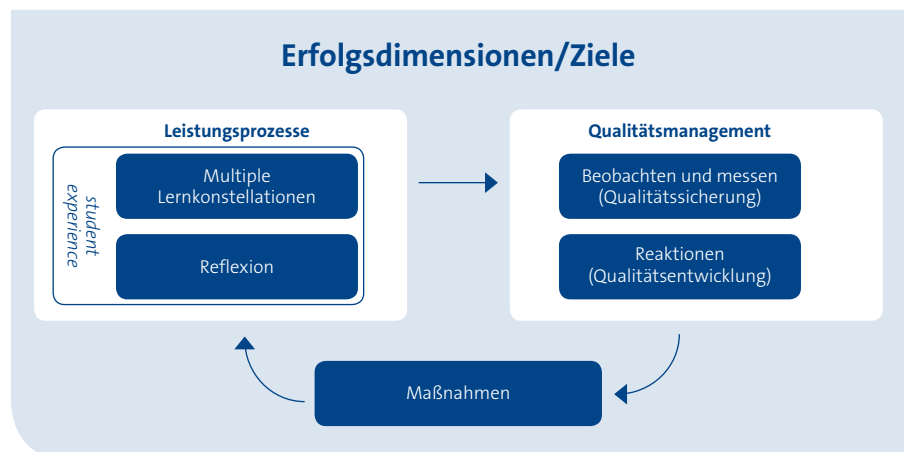 Erfolgsdimensionen/Ziele
Leistungsprozesse
student
experience
Multiple
Lernkonstellationen
Reflexion
Qualitätsmanagement
Beobachten und messen
(Qualitätssicherung)
Reaktionen
(Qualitätsentwicklung)
Maßnahmen